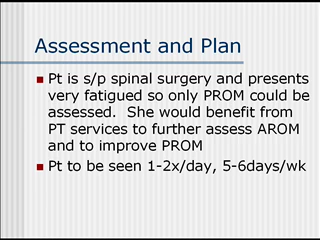 Assessment and Plan
Pt is s/p spinal surgery and presents
very fatigued so only PROM could be
assessed. She would benefit from
PT services to further assess AROM
and to improve PROM
Pt to be seen 1-2x/day, 5-6days/wk